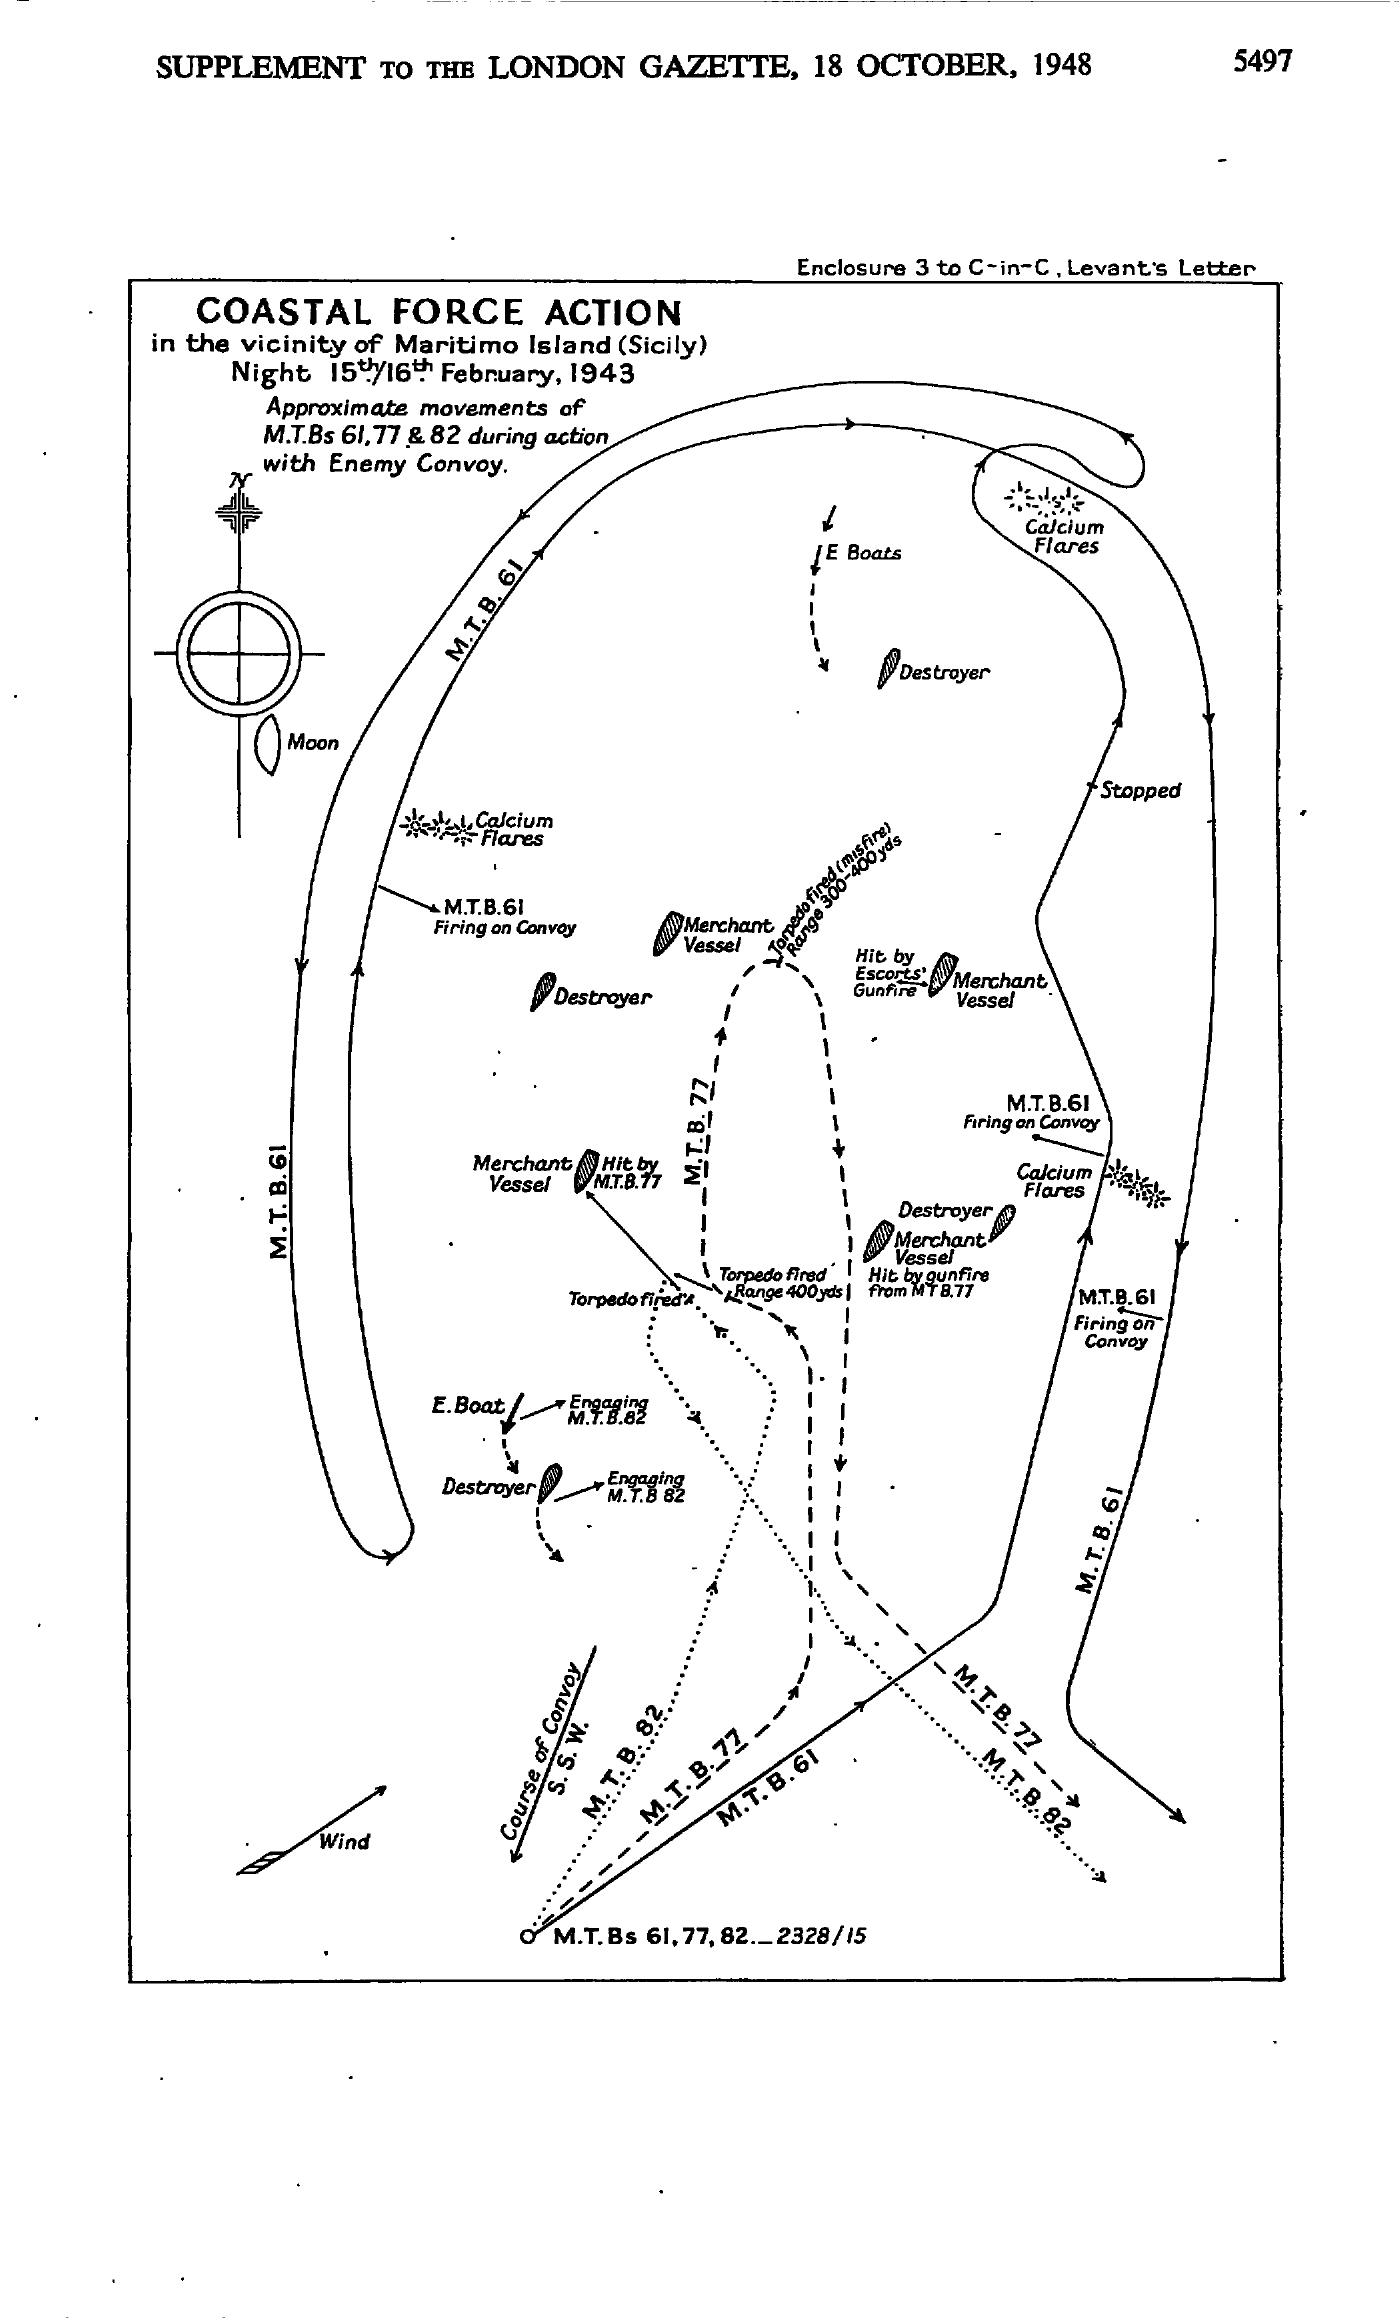 SUPPLEMENT TO THE LONDON GAZETTE, 18 OCTOBER, 1948
5497
Enclosure 3 to C-in-C, Levant's Letter
COASTAL FORCE ACTION
in the vicinity of Maritimo Island (Sicily)
Night 15th/16th February, 1943
Approximate movements of
M.T.Bs 61, 77 & 82 during action
with Enemy Convoy.
N
Calcium
Flares
E Boats
M.T.B. 61
Destroyer
Moon
Stopped
Calcium
Flares
Torpedo fired (misfire)
Range 300-400yds
M.T.B.61
Firing on Convoy
Merchant
Vessel
Hit by
Escorts'
Gunfire
Merchant
Vessel
Destroyer
M.T.B. 77
M.T.B.61
Firing on Convoy
M.T.B.61
Merchant
Vessel
Hit by
M.T.B.77
Calcium
Flares
Destroyer
Merchant
Vessel
Hit by gunfire
from MTB.77
Torpedo fired
Range 400yds
Torpedo fired
M.T.B.61
Firing on
Convoy
E. Boat
Engaging
M.T.B.82
Destroyer
Engaging
M.T.B 82
M.T.B. 61
Course of Convoy
S. S. W.
M.T.B. 82
M.T.B. 77
M.T.B. 61
M.T.B. 77
M.T.B. 82
Wind
M.T.Bs 61, 77, 82._ 2328/15